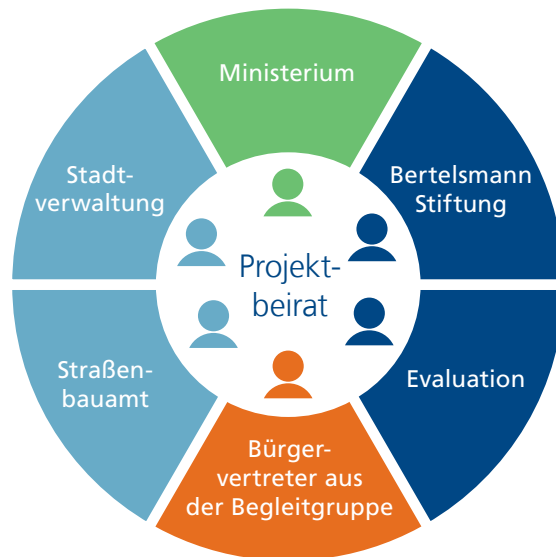 Ministerium
Bertelsmann
Stiftung
Evaluation
Bürger-
vertreter aus
der Begleitgruppe
Straßen-
bauamt
Stadt-
verwaltung
Projekt-
beirat